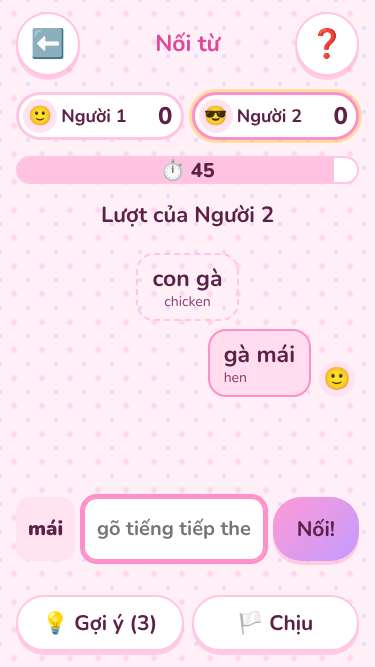 Nối từ
Người 1 0
Người 2 0
45
Lượt của Người 2
con gà
chicken
gà mái
hen
mái
gõ tiếng tiếp the
Nối!
Gợi ý (3)
Chịu